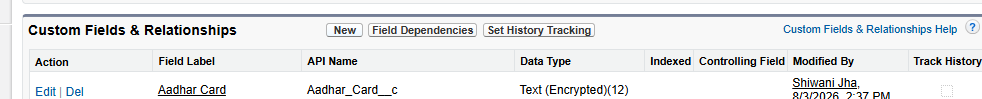 Custom Fields & Relationships New Field Dependencies Set History Tracking Custom Fields & Relationships Help ?
Action Field Label API Name Data Type Indexed Controlling Field Modified By Track History
Edit | Del Aadhar Card Aadhar_Card__c Text (Encrypted)(12) Shiwani Jha,
8/3/2026, 2:37 PM